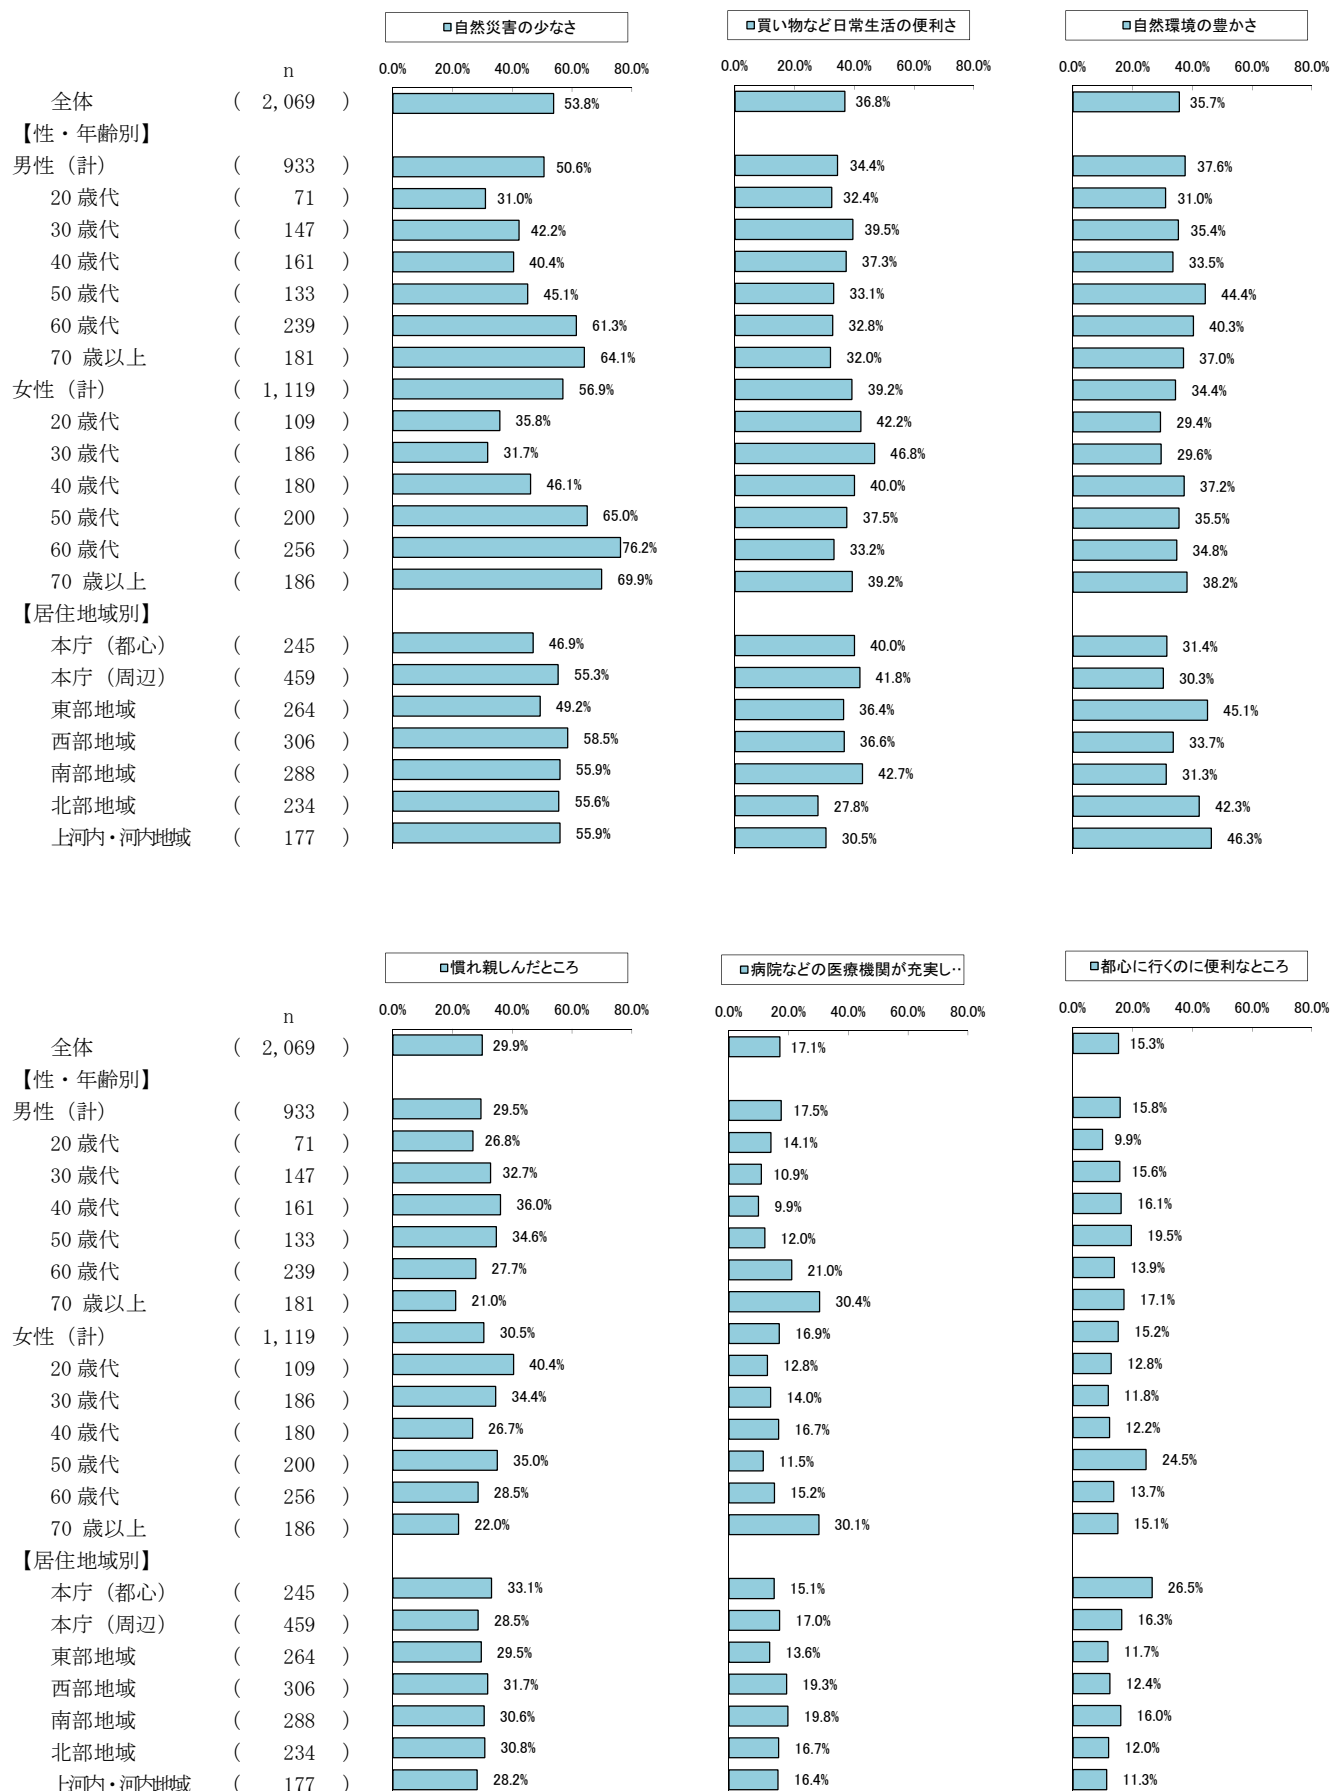 ■自然災害の少なさ ■買い物など日常生活の便利さ ■自然環境の豊かさ
n 0.0% 20.0% 40.0% 60.0% 80.0% 0.0% 20.0% 40.0% 60.0% 80.0% 0.0% 20.0% 40.0% 60.0% 80.0%
全体 ( 2,069 ) 53.8% 36.8% 35.7%
【性・年齢別】
男性（計） ( 933 ) 50.6% 34.4% 37.6%
20 歳代 ( 71 ) 31.0% 32.4% 31.0%
30 歳代 ( 147 ) 42.2% 39.5% 35.4%
40 歳代 ( 161 ) 40.4% 37.3% 33.5%
50 歳代 ( 133 ) 45.1% 33.1% 44.4%
60 歳代 ( 239 ) 61.3% 32.8% 40.3%
70 歳以上 ( 181 ) 64.1% 32.0% 37.0%
女性（計） ( 1,119 ) 56.9% 39.2% 34.4%
20 歳代 ( 109 ) 35.8% 42.2% 29.4%
30 歳代 ( 186 ) 31.7% 46.8% 29.6%
40 歳代 ( 180 ) 46.1% 40.0% 37.2%
50 歳代 ( 200 ) 65.0% 37.5% 35.5%
60 歳代 ( 256 ) 76.2% 33.2% 34.8%
70 歳以上 ( 186 ) 69.9% 39.2% 38.2%
【居住地域別】
本庁（都心） ( 245 ) 46.9% 40.0% 31.4%
本庁（周辺） ( 459 ) 55.3% 41.8% 30.3%
東部地域 ( 264 ) 49.2% 36.4% 45.1%
西部地域 ( 306 ) 58.5% 36.6% 33.7%
南部地域 ( 288 ) 55.9% 42.7% 31.3%
北部地域 ( 234 ) 55.6% 27.8% 42.3%
上河内・河内地域 ( 177 ) 55.9% 30.5% 46.3%
■慣れ親しんだところ ■病院などの医療機関が充実し‥ ■都心に行くのに便利なところ
n 0.0% 20.0% 40.0% 60.0% 80.0% 0.0% 20.0% 40.0% 60.0% 80.0% 0.0% 20.0% 40.0% 60.0% 80.0%
全体 ( 2,069 ) 29.9% 17.1% 15.3%
【性・年齢別】
男性（計） ( 933 ) 29.5% 17.5% 15.8%
20 歳代 ( 71 ) 26.8% 14.1% 9.9%
30 歳代 ( 147 ) 32.7% 10.9% 15.6%
40 歳代 ( 161 ) 36.0% 9.9% 16.1%
50 歳代 ( 133 ) 34.6% 12.0% 19.5%
60 歳代 ( 239 ) 27.7% 21.0% 13.9%
70 歳以上 ( 181 ) 21.0% 30.4% 17.1%
女性（計） ( 1,119 ) 30.5% 16.9% 15.2%
20 歳代 ( 109 ) 40.4% 12.8% 12.8%
30 歳代 ( 186 ) 34.4% 14.0% 11.8%
40 歳代 ( 180 ) 26.7% 16.7% 12.2%
50 歳代 ( 200 ) 35.0% 11.5% 24.5%
60 歳代 ( 256 ) 28.5% 15.2% 13.7%
70 歳以上 ( 186 ) 22.0% 30.1% 15.1%
【居住地域別】
本庁（都心） ( 245 ) 33.1% 15.1% 26.5%
本庁（周辺） ( 459 ) 28.5% 17.0% 16.3%
東部地域 ( 264 ) 29.5% 13.6% 11.7%
西部地域 ( 306 ) 31.7% 19.3% 12.4%
南部地域 ( 288 ) 30.6% 19.8% 16.0%
北部地域 ( 234 ) 30.8% 16.7% 12.0%
上河内・河内地域 ( 177 ) 28.2% 16.4% 11.3%